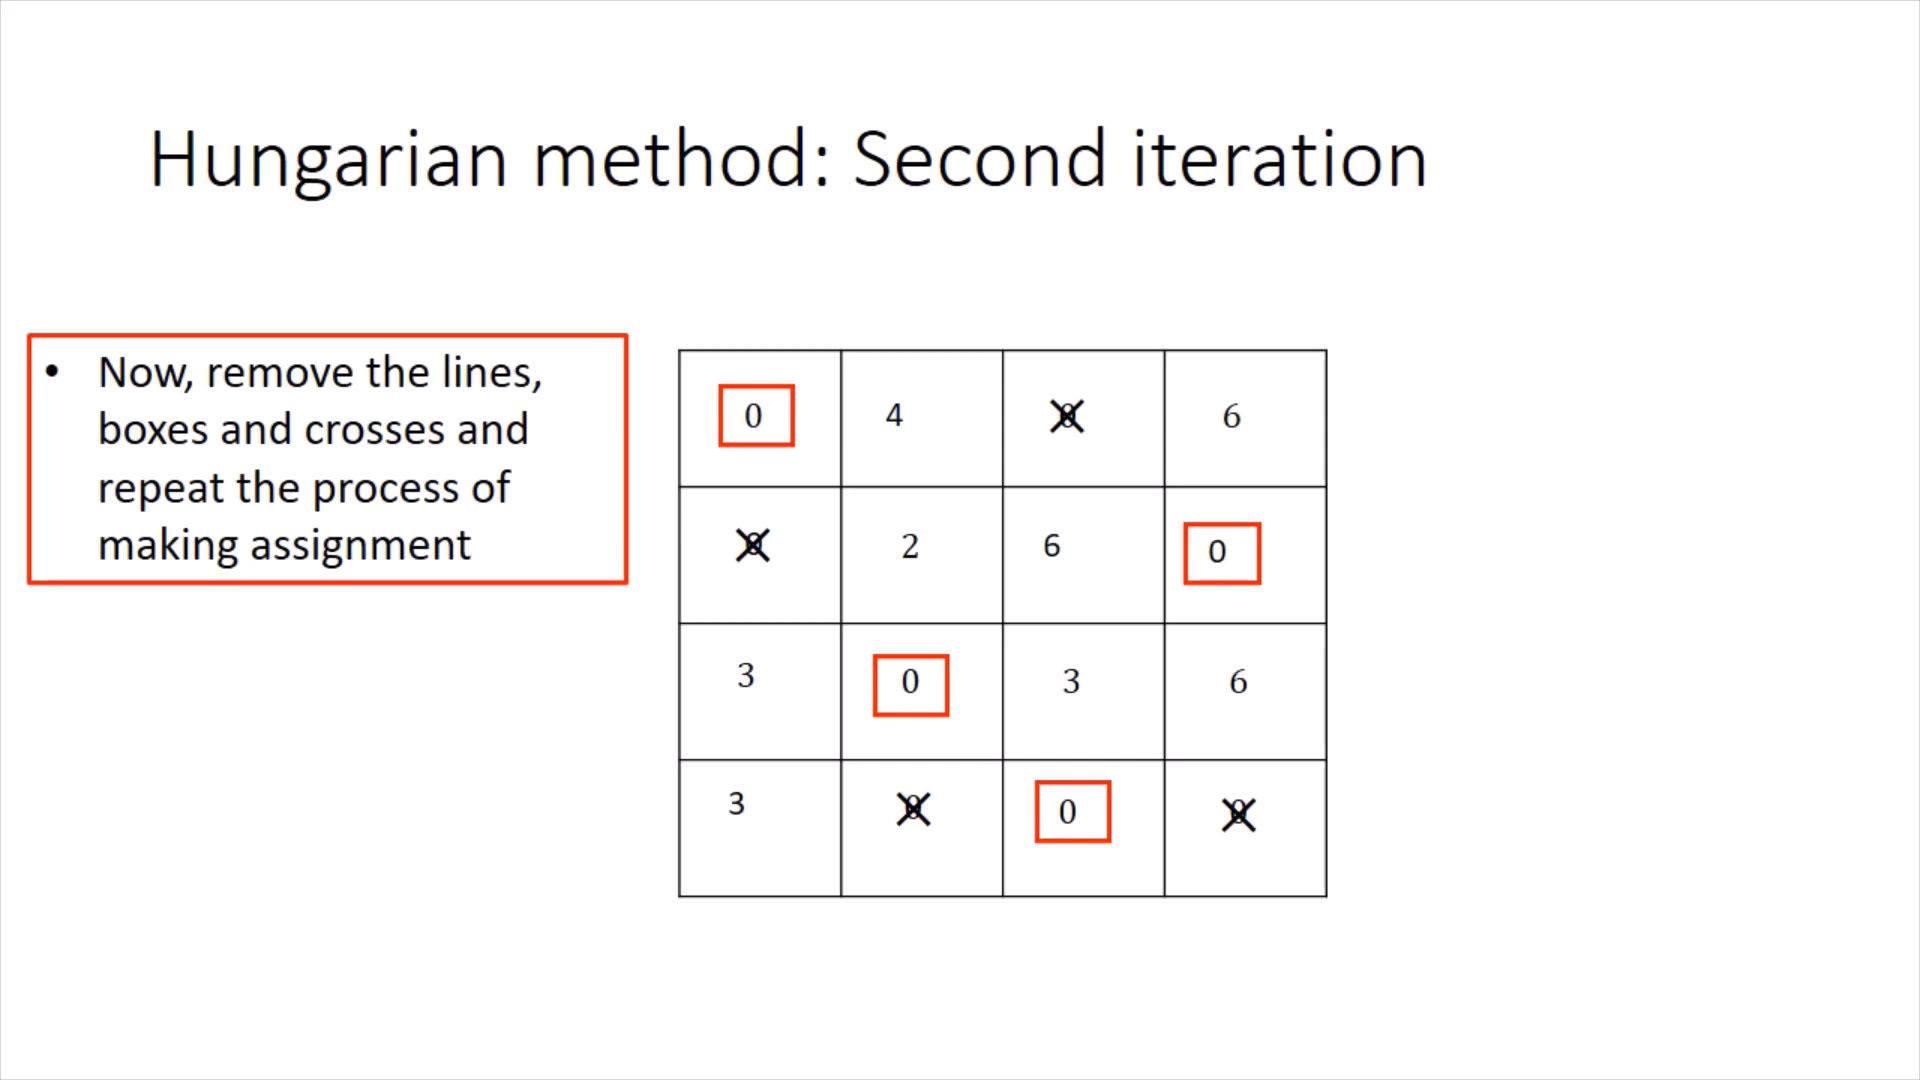 Hungarian method: Second iteration
• Now, remove the lines,
boxes and crosses and
repeat the process of
making assignment
0 4 0 6
0 2 6 0
3 0 3 6
3 0 0 0